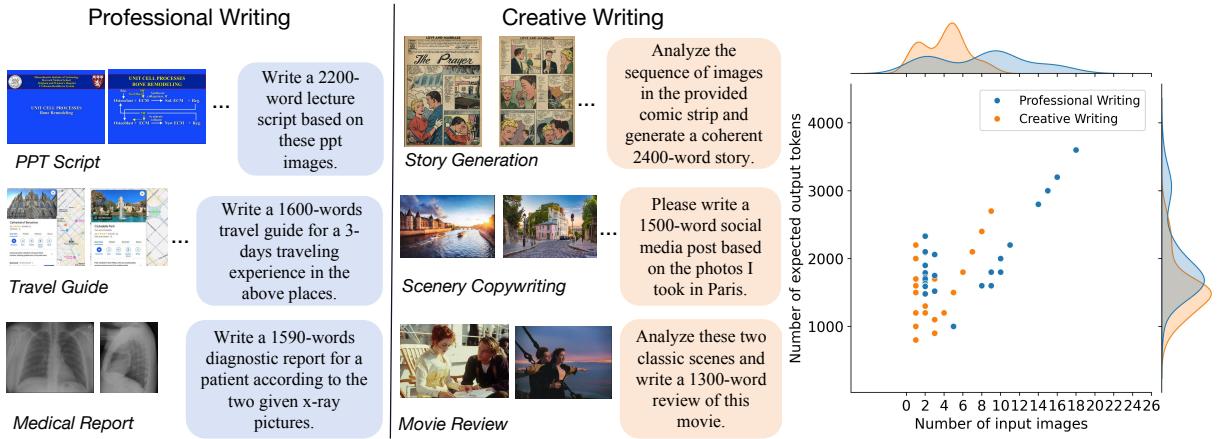 Professional Writing
UNIT CELL PROCESSES
Bone Remodeling
UNIT CELL PROCESSES
BONE REMODELING
...
PPT Script
Write a 2200-
word lecture
script based on
these ppt
images.
...
Travel Guide
Write a 1600-words
travel guide for a 3-
days traveling
experience in the
above places.
Medical Report
Write a 1590-words
diagnostic report for a
patient according to the
two given x-ray
pictures.
Creative Writing
LOVE AND MARRIAGE
The Prayer
...
Story Generation
Analyze the
sequence of images
in the provided
comic strip and
generate a coherent
2400-word story.
...
Scenery Copywriting
Please write a
1500-word social
media post based
on the photos I
took in Paris.
Movie Review
Analyze these two
classic scenes and
write a 1300-word
review of this
movie.
Professional Writing
Creative Writing
Number of expected output tokens
4000
3000
2000
1000
0 2 4 6 8 10 12 14 16 18 20 22 24 26
Number of input images